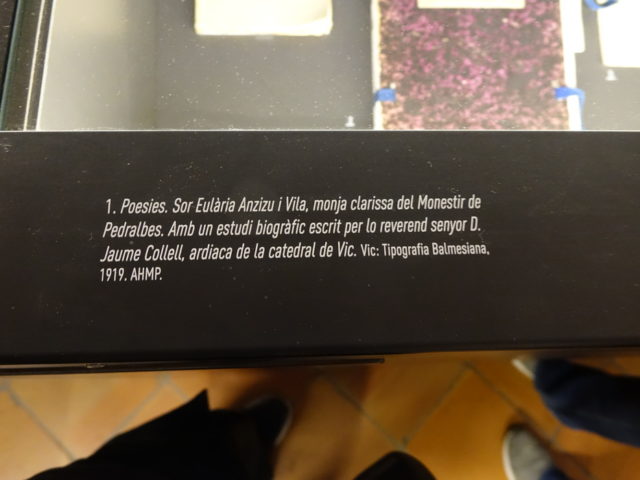 1. Poesies. Sor Eulària Anzizu i Vila, monja clarissa del Monestir de
Pedralbes. Amb un estudi biogràfic escrit per lo reverend senyor D.
Jaume Collell, ardiaca de la catedral de Vic. Vic: Tipografia Balmesiana,
1919. AHMP.